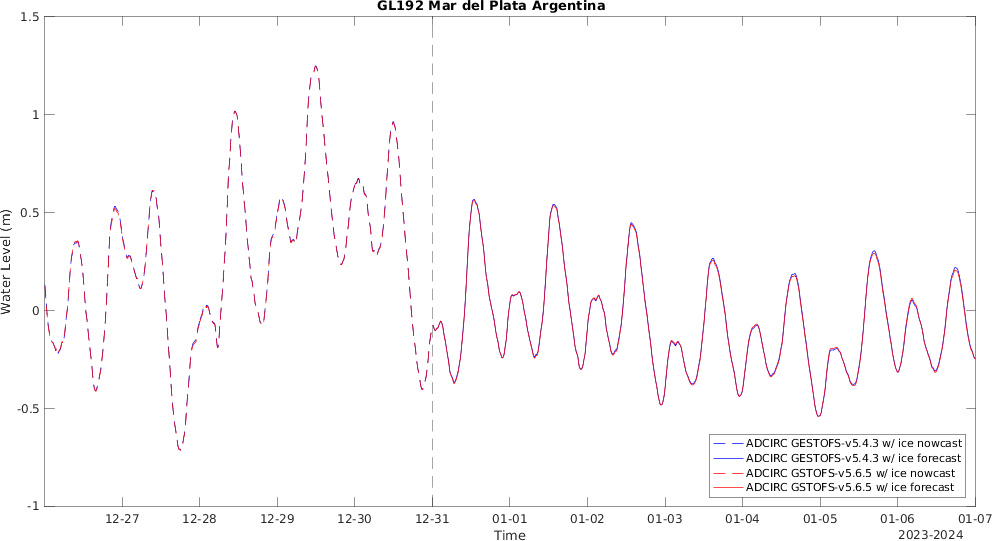 GL192 Mar del Plata Argentina
Water Level (m)
1.5
1
0.5
0
-0.5
-1
12-27
12-28
12-29
12-30
12-31
01-01
01-02
01-03
01-04
01-05
01-06
01-07
Time
2023-2024
ADCIRC GESTOFS-v5.4.3 w/ ice nowcast
ADCIRC GESTOFS-v5.4.3 w/ ice forecast
ADCIRC GSTOFS-v5.6.5 w/ ice nowcast
ADCIRC GSTOFS-v5.6.5 w/ ice forecast